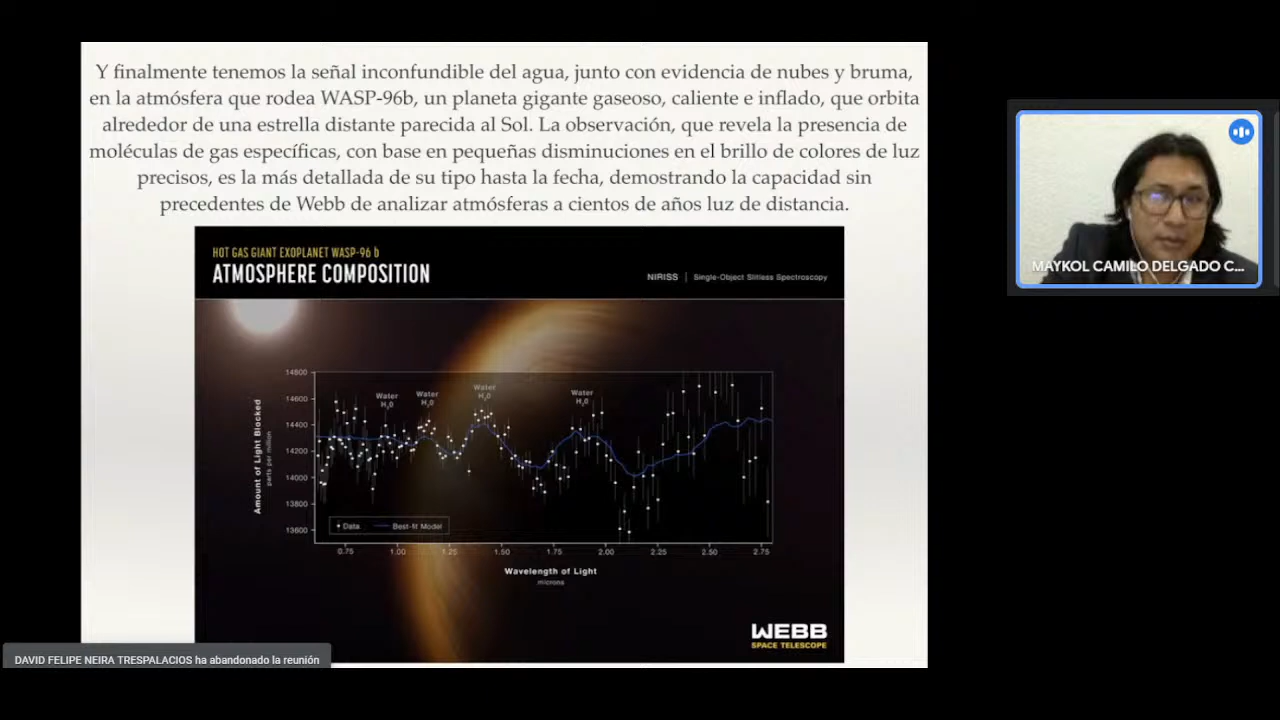 Y finalmente tenemos la señal inconfundible del agua, junto con evidencia de nubes y bruma,
en la atmósfera que rodea WASP-96b, un planeta gigante gaseoso, caliente e inflado, que orbita
alrededor de una estrella distante parecida al Sol. La observación, que revela la presencia de
moléculas de gas específicas, con base en pequeñas disminuciones en el brillo de colores de luz
precisos, es la más detallada de su tipo hasta la fecha, demostrando la capacidad sin
precedentes de Webb de analizar atmósferas a cientos de años luz de distancia.
HOT GAS GIANT EXOPLANET WASP-96 b
ATMOSPHERE COMPOSITION
NIRISS | Single-Object Slitless Spectroscopy
Amount of Light Blocked
parts per million
14800
14600
14400
14200
14000
13800
13600
Water
H₂O
Water
H₂O
Water
H₂O
Water
H₂O
Data
Best-fit Model
0.75 1.00 1.25 1.50 1.75 2.00 2.25 2.50 2.75
Wavelength of Light
microns
WEBB
SPACE TELESCOPE
MAYKOL CAMILO DELGADO C...
DAVID FELIPE NEIRA TRESPALACIOS ha abandonado la reunión